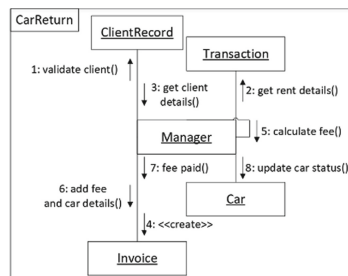 CarReturn
ClientRecord
Transaction
1: validate client()
2: get rent details()
3: get client
details()
Manager
5: calculate fee()
7: fee paid()
8: update car status()
6: add fee
and car details()
Car
4: <<create>>
Invoice